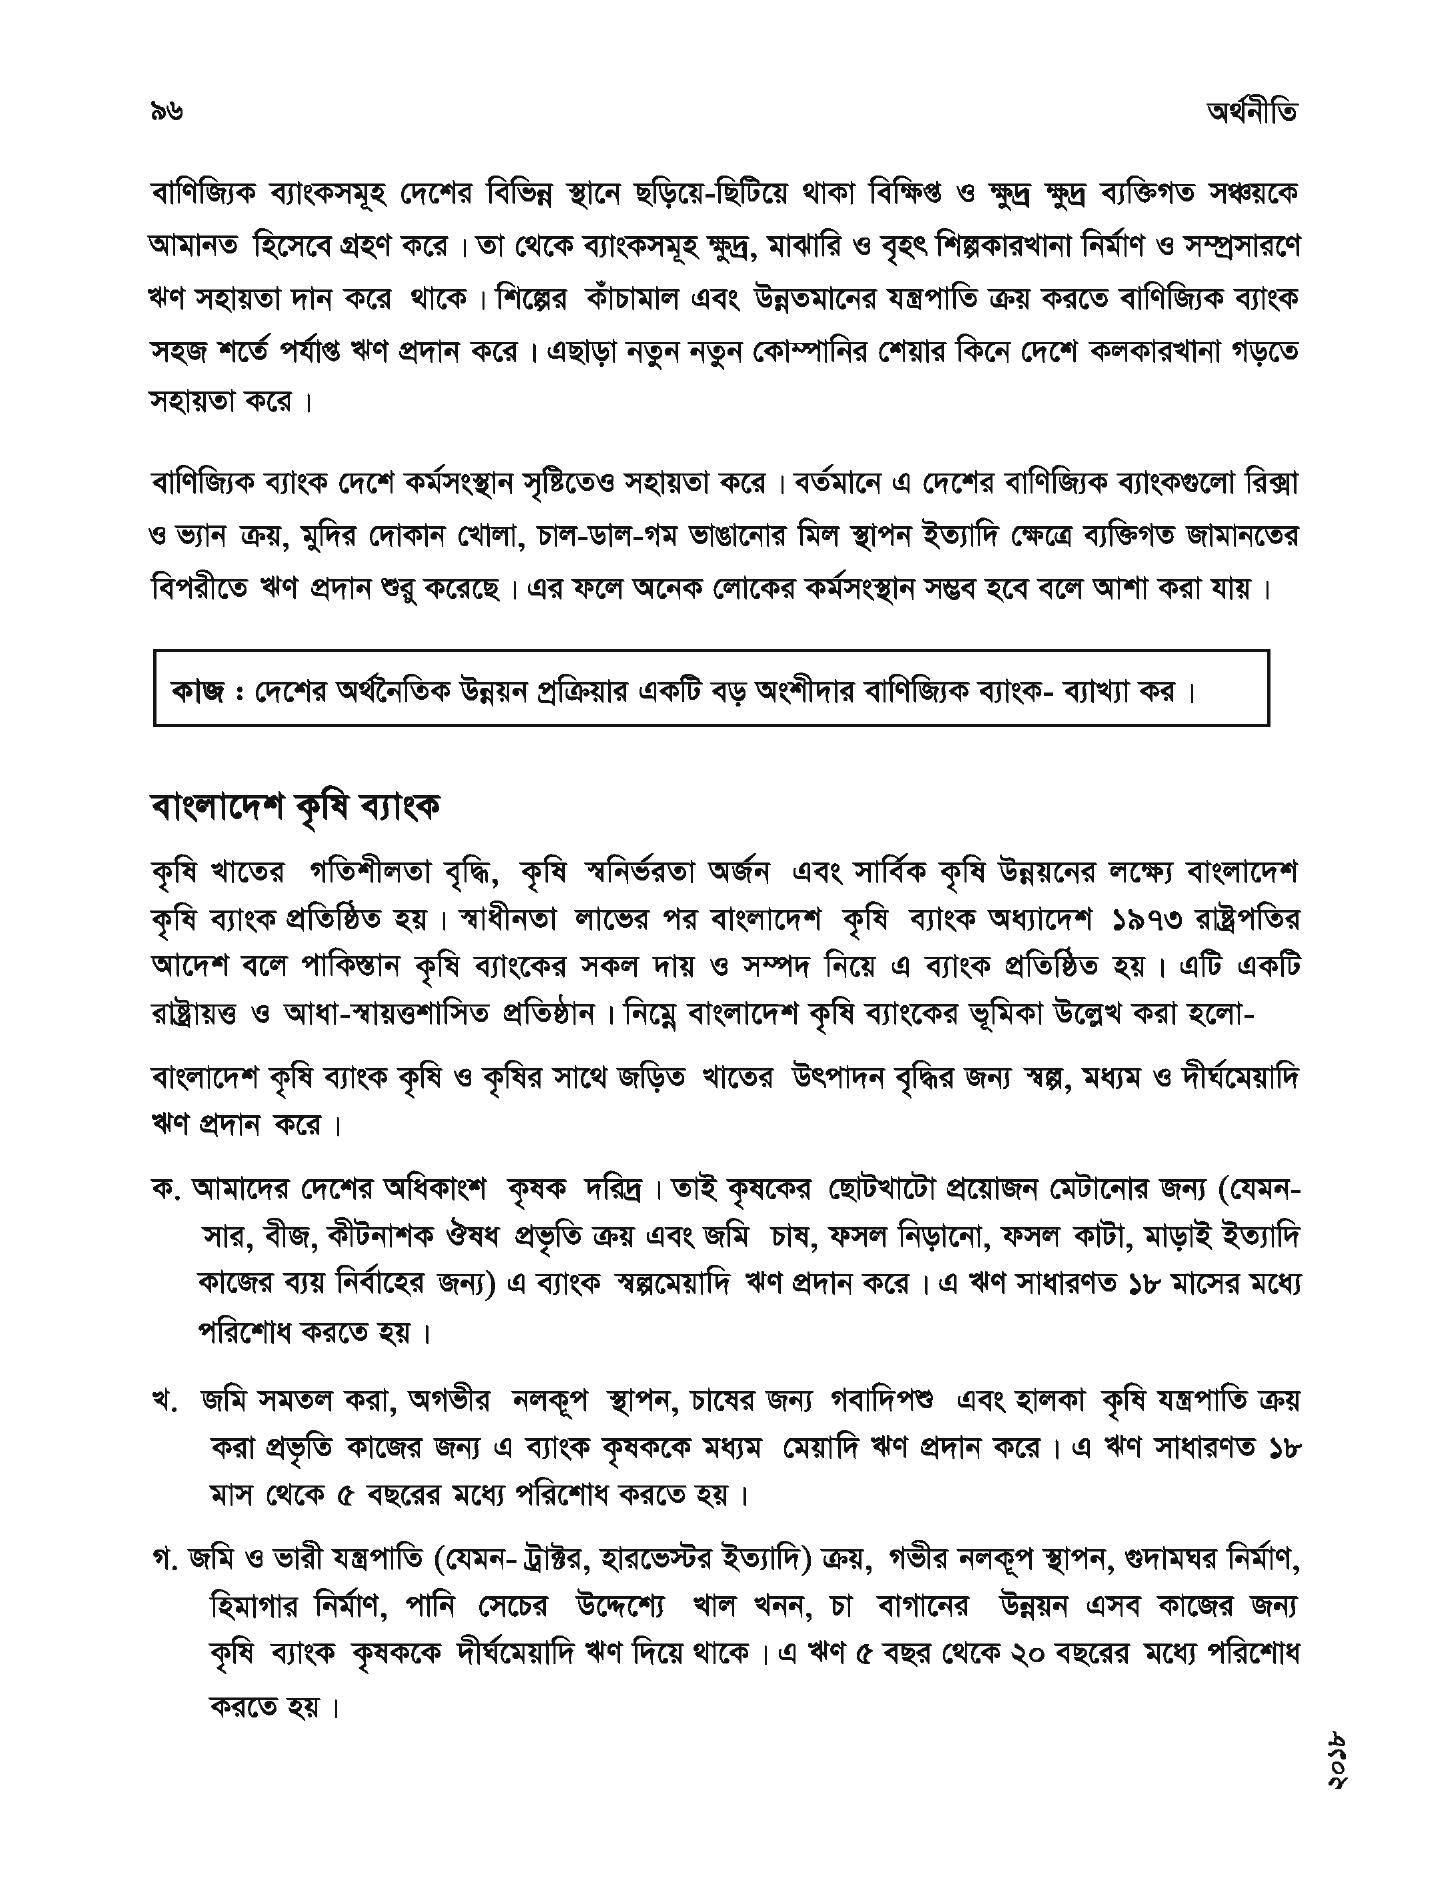 ৯৬
অর্থনীতি
বাণিজ্যিক ব্যাংকসমূহ দেশের বিভিন্ন স্থানে ছড়িয়ে-ছিটিয়ে থাকা বিক্ষিপ্ত ও ক্ষুদ্র ক্ষুদ্র ব্যক্তিগত সঞ্চয়কে
আমানত হিসেবে গ্রহণ করে । তা থেকে ব্যাংকসমূহ ক্ষুদ্র, মাঝারি ও বৃহৎ শিল্পকারখানা নির্মাণ ও সম্প্রসারণে
ঋণ সহায়তা দান করে থাকে । শিল্পের কাঁচামাল এবং উন্নতমানের যন্ত্রপাতি ক্রয় করতে বাণিজ্যিক ব্যাংক
সহজ শর্তে পর্যাপ্ত ঋণ প্রদান করে । এছাড়া নতুন নতুন কোম্পানির শেয়ার কিনে দেশে কলকারখানা গড়তে
সহায়তা করে ।
বাণিজ্যিক ব্যাংক দেশে কর্মসংস্থান সৃষ্টিতেও সহায়তা করে । বর্তমানে এ দেশের বাণিজ্যিক ব্যাংকগুলো রিক্সা
ও ভ্যান ক্রয়, মুদির দোকান খোলা, চাল-ডাল-গম ভাঙানোর মিল স্থাপন ইত্যাদি ক্ষেত্রে ব্যক্তিগত জামানতের
বিপরীতে ঋণ প্রদান শুরু করেছে । এর ফলে অনেক লোকের কর্মসংস্থান সম্ভব হবে বলে আশা করা যায় ।
কাজ : দেশের অর্থনৈতিক উন্নয়ন প্রক্রিয়ার একটি বড় অংশীদার বাণিজ্যিক ব্যাংক- ব্যাখ্যা কর ।
বাংলাদেশ কৃষি ব্যাংক
কৃষি খাতের গতিশীলতা বৃদ্ধি, কৃষি স্বনির্ভরতা অর্জন এবং সার্বিক কৃষি উন্নয়নের লক্ষ্যে বাংলাদেশ
কৃষি ব্যাংক প্রতিষ্ঠিত হয় । স্বাধীনতা লাভের পর বাংলাদেশ কৃষি ব্যাংক অধ্যাদেশ ১৯৭৩ রাষ্ট্রপতির
আদেশ বলে পাকিস্তান কৃষি ব্যাংকের সকল দায় ও সম্পদ নিয়ে এ ব্যাংক প্রতিষ্ঠিত হয় । এটি একটি
রাষ্ট্রায়ত্ত ও আধা-স্বায়ত্তশাসিত প্রতিষ্ঠান । নিম্নে বাংলাদেশ কৃষি ব্যাংকের ভূমিকা উল্লেখ করা হলো-
বাংলাদেশ কৃষি ব্যাংক কৃষি ও কৃষির সাথে জড়িত খাতের উৎপাদন বৃদ্ধির জন্য স্বল্প, মধ্যম ও দীর্ঘমেয়াদি
ঋণ প্রদান করে ।
ক. আমাদের দেশের অধিকাংশ কৃষক দরিদ্র । তাই কৃষকের ছোটখাটো প্রয়োজন মেটানোর জন্য (যেমন-
সার, বীজ, কীটনাশক ঔষধ প্রভৃতি ক্রয় এবং জমি চাষ, ফসল নিড়ানো, ফসল কাটা, মাড়াই ইত্যাদি
কাজের ব্যয় নির্বাহের জন্য) এ ব্যাংক স্বল্পমেয়াদি ঋণ প্রদান করে । এ ঋণ সাধারণত ১৮ মাসের মধ্যে
পরিশোধ করতে হয় ।
খ. জমি সমতল করা, অগভীর নলকূপ স্থাপন, চাষের জন্য গবাদিপশু এবং হালকা কৃষি যন্ত্রপাতি ক্রয়
করা প্রভৃতি কাজের জন্য এ ব্যাংক কৃষককে মধ্যম মেয়াদি ঋণ প্রদান করে । এ ঋণ সাধারণত ১৮
মাস থেকে ৫ বছরের মধ্যে পরিশোধ করতে হয় ।
গ. জমি ও ভারী যন্ত্রপাতি (যেমন- ট্রাক্টর, হারভেস্টর ইত্যাদি) ক্রয়, গভীর নলকূপ স্থাপন, গুদামঘর নির্মাণ,
হিমাগার নির্মাণ, পানি সেচের উদ্দেশ্যে খাল খনন, চা বাগানের উন্নয়ন এসব কাজের জন্য
কৃষি ব্যাংক কৃষককে দীর্ঘমেয়াদি ঋণ দিয়ে থাকে । এ ঋণ ৫ বছর থেকে ২০ বছরের মধ্যে পরিশোধ
করতে হয় ।
২০১৮